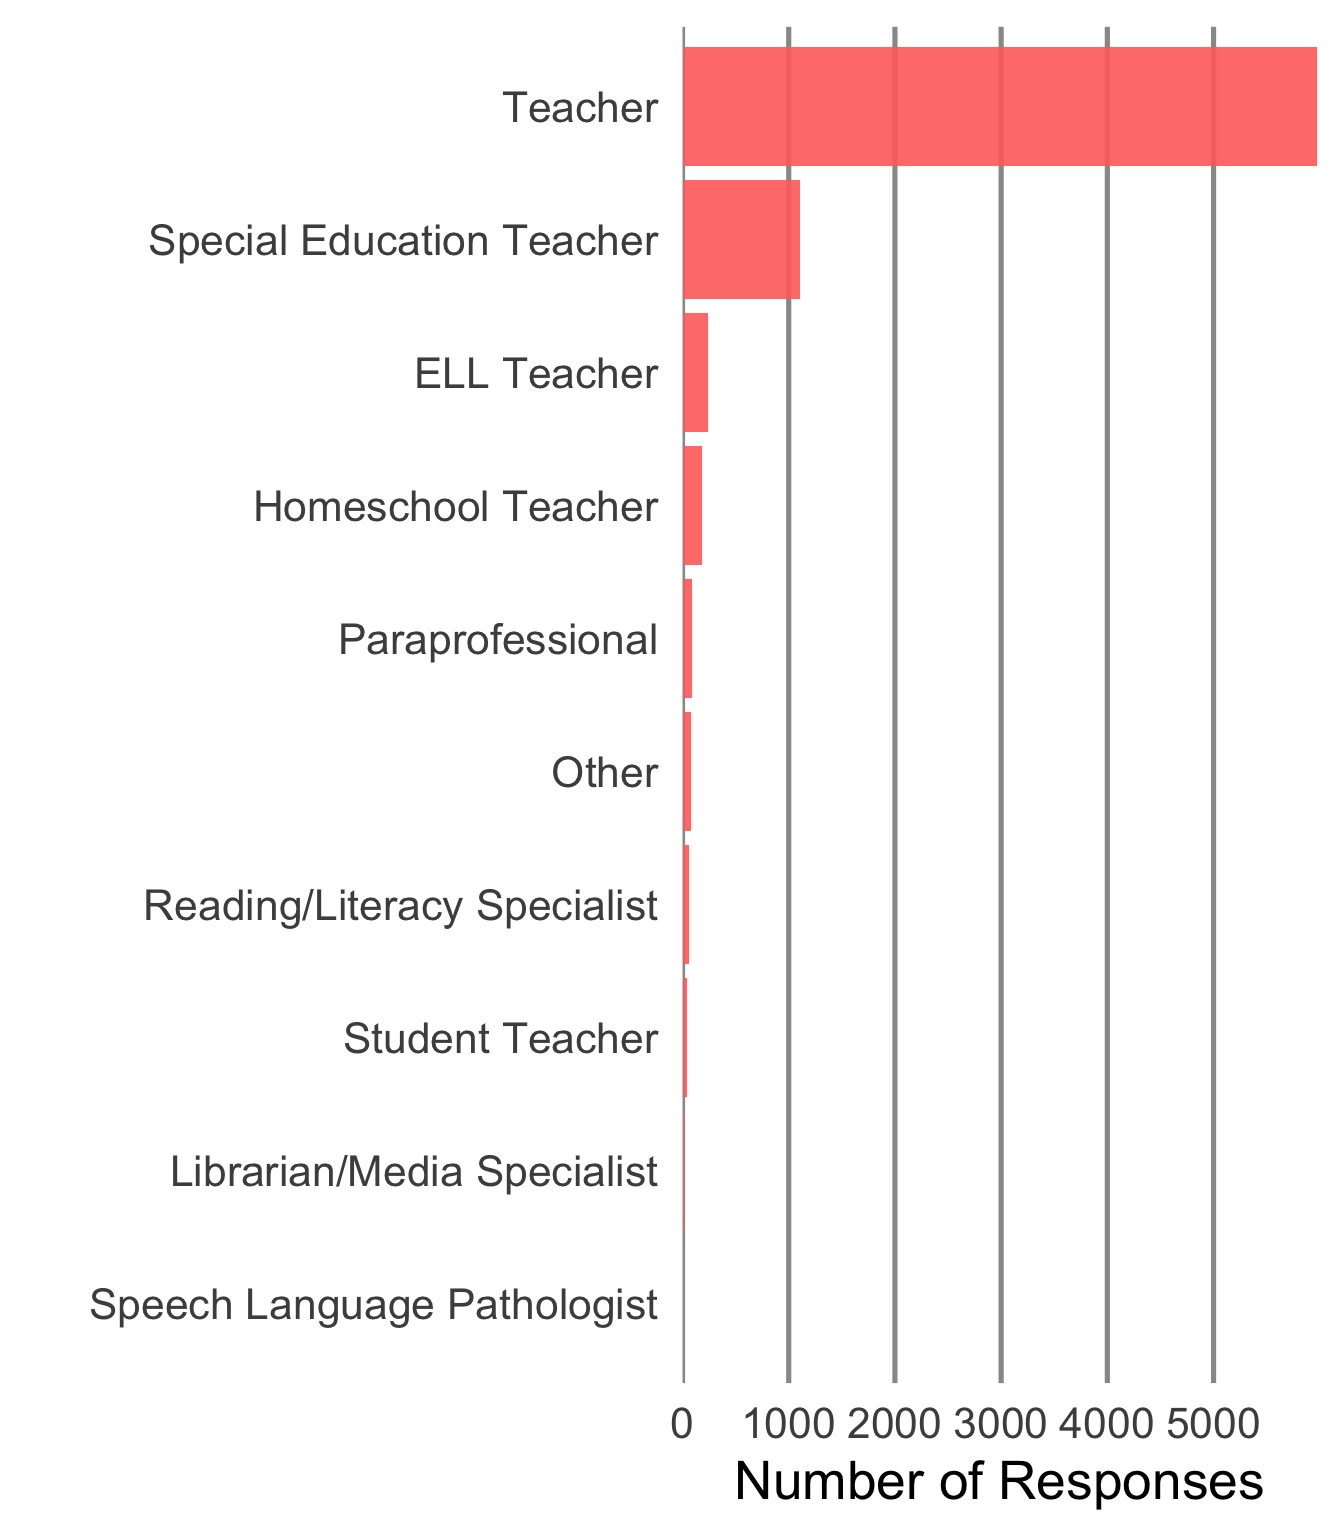 Teacher
Special Education Teacher
ELL Teacher
Homeschool Teacher
Paraprofessional
Other
Reading/Literacy Specialist
Student Teacher
Librarian/Media Specialist
Speech Language Pathologist
0 1000 2000 3000 4000 5000
Number of Responses